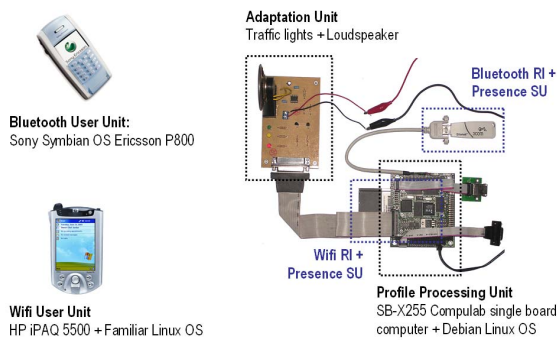 Adaptation Unit
Traffic lights + Loudspeaker
Bluetooth RI +
Presence SU
Bluetooth User Unit:
Sony Symbian OS Ericsson P800
Wifi RI +
Presence SU
Wifi User Unit
HP iPAQ 5500 + Familiar Linux OS
Profile Processing Unit
SB-X255 Compulab single board
computer + Debian Linux OS